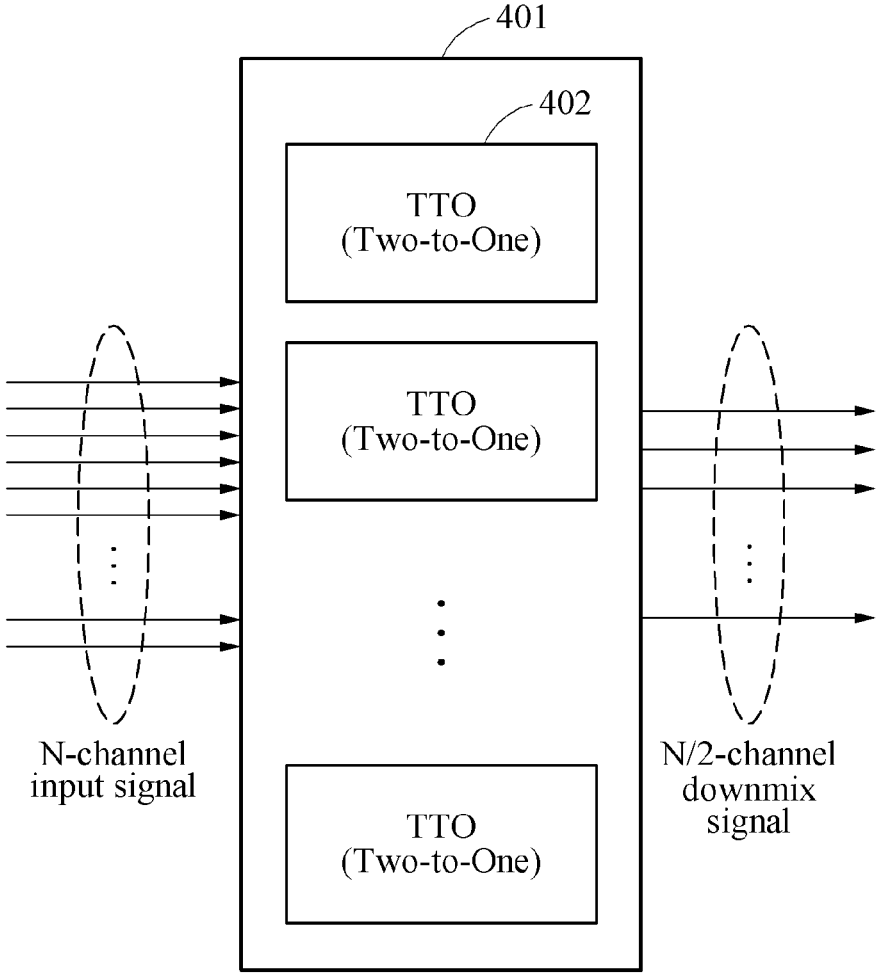 401
402
TTO
(Two-to-One)
TTO
(Two-to-One)
N-channel
input signal
N/2-channel
downmix
signal
TTO
(Two-to-One)